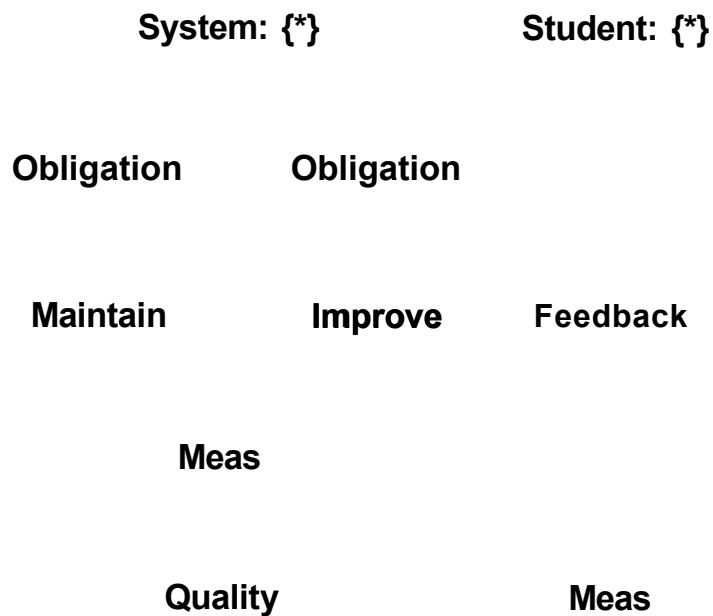 System: {*} Student: {*}
Obligation Obligation
Maintain Improve Feedback
Meas
Quality Meas